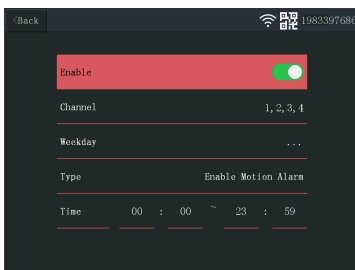 <Back 1983397686
Enable
Channel 1, 2, 3, 4
Weekday ...
Type Enable Motion Alarm
Time 00 : 00 ~ 23 : 59